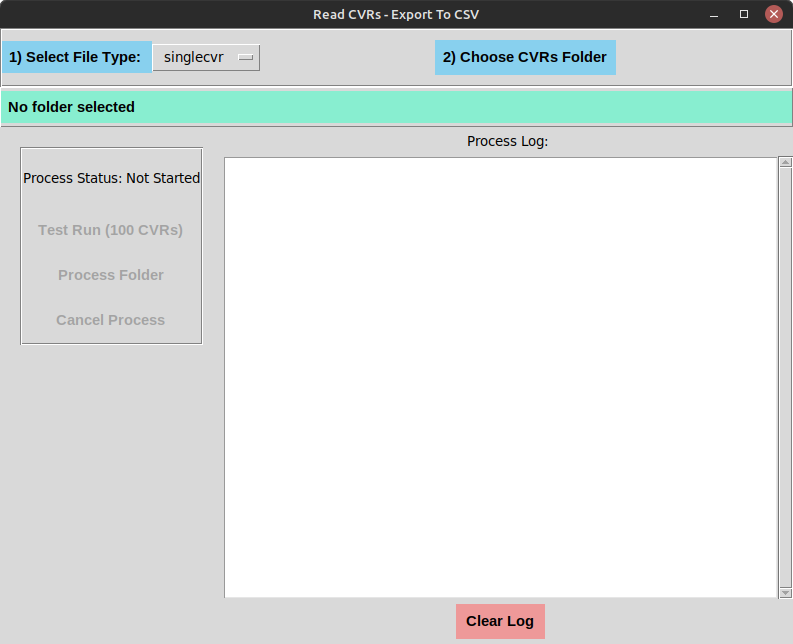 Read CVRs - Export To CSV
1) Select File Type: singlecvr 2) Choose CVRs Folder
No folder selected
Process Log:
Process Status: Not Started
Test Run (100 CVRs)
Process Folder
Cancel Process
Clear Log